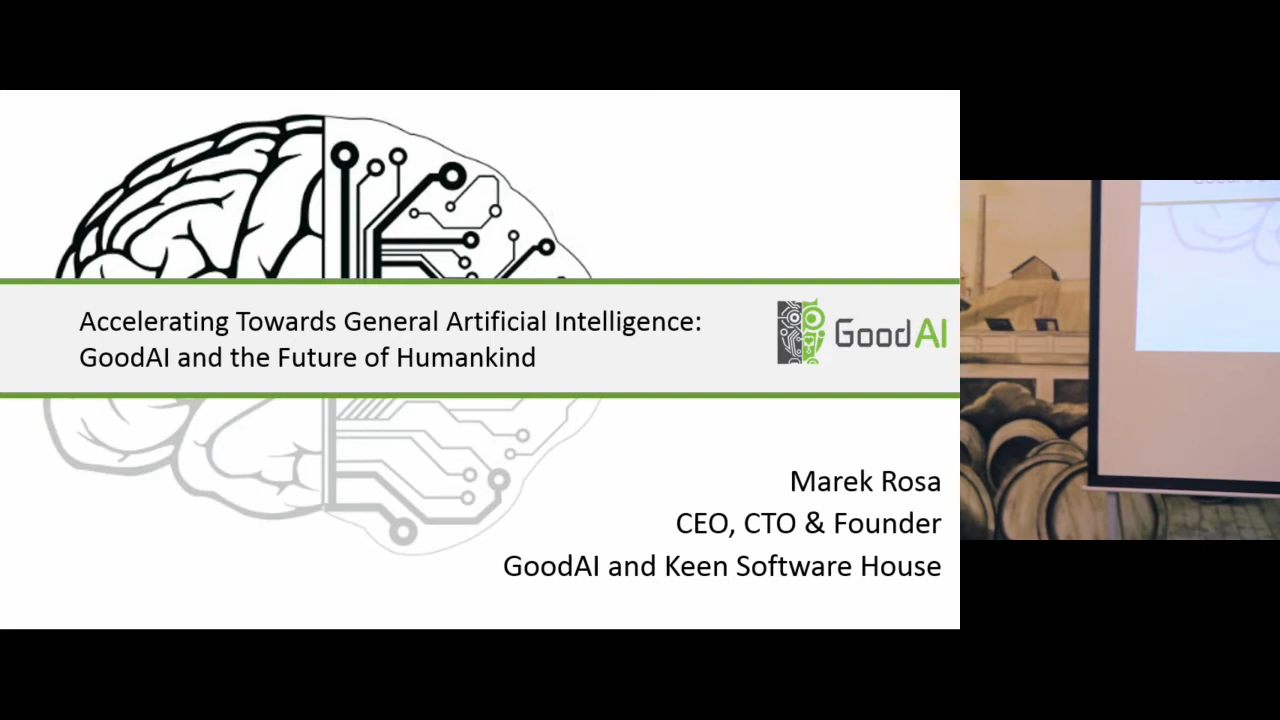 Accelerating Towards General Artificial Intelligence:
GoodAI and the Future of Humankind
GoodAI
Marek Rosa
CEO, CTO & Founder
GoodAI and Keen Software House